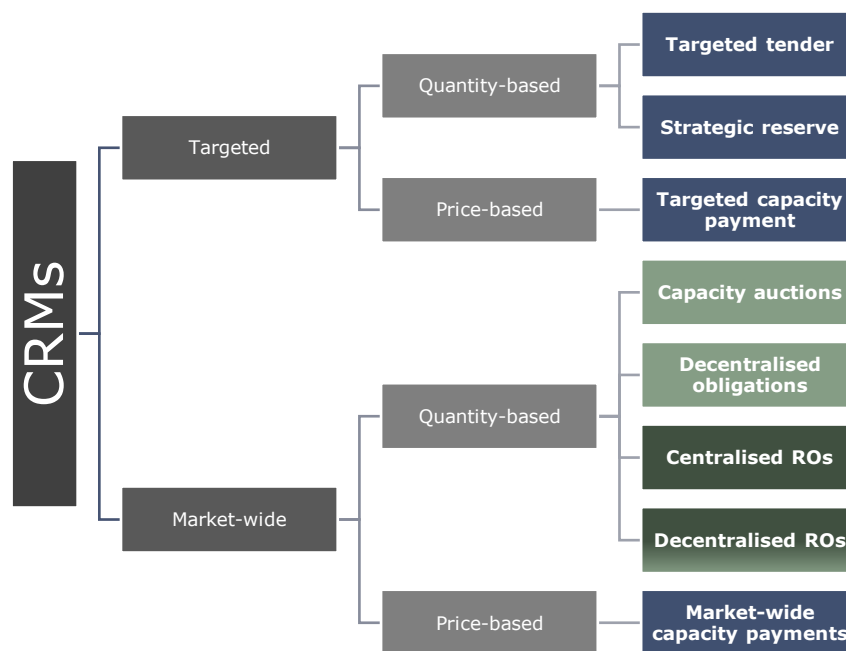 CRMs
Targeted
Quantity-based
Targeted tender
Strategic reserve
Price-based
Targeted capacity
payment
Market-wide
Quantity-based
Capacity auctions
Decentralised
obligations
Centralised ROs
Decentralised ROs
Price-based
Market-wide
capacity payments